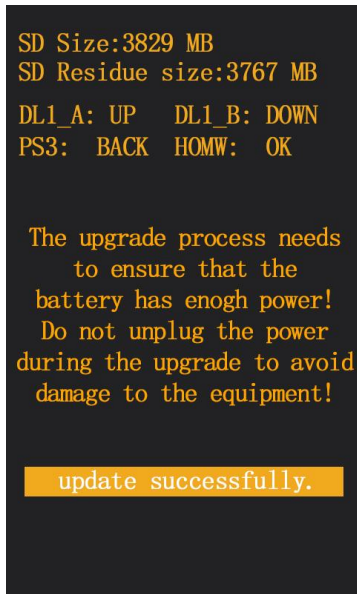 SD Size:3829 MB
SD Residue size:3767 MB
DL1_A: UP DL1_B: DOWN
PS3: BACK HOMW: OK
The upgrade process needs
to ensure that the
battery has enogh power!
Do not unplug the power
during the upgrade to avoid
damage to the equipment!
update successfully.